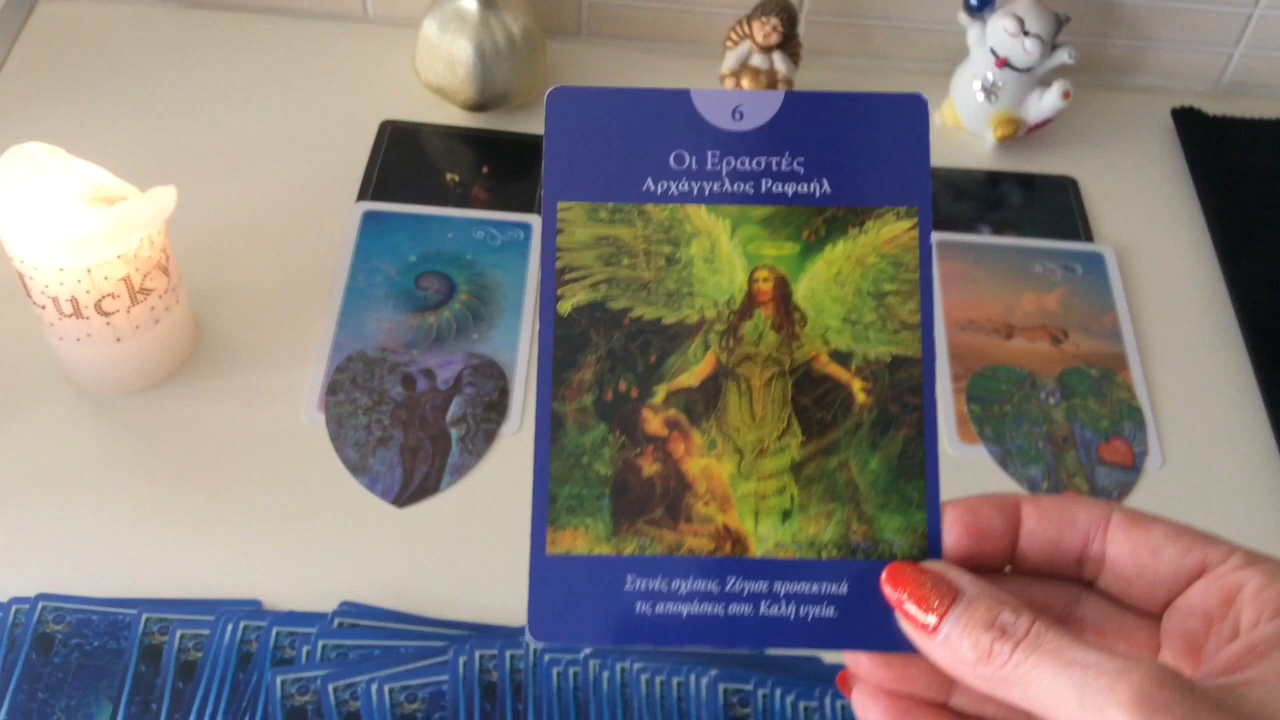 Lucky
6
Οι Εραστές
Αρχάγγελος Ραφαήλ
Στενές σχέσεις. Ζύγισε προσεκτικά
τις αποφάσεις σου. Καλή υγεία.